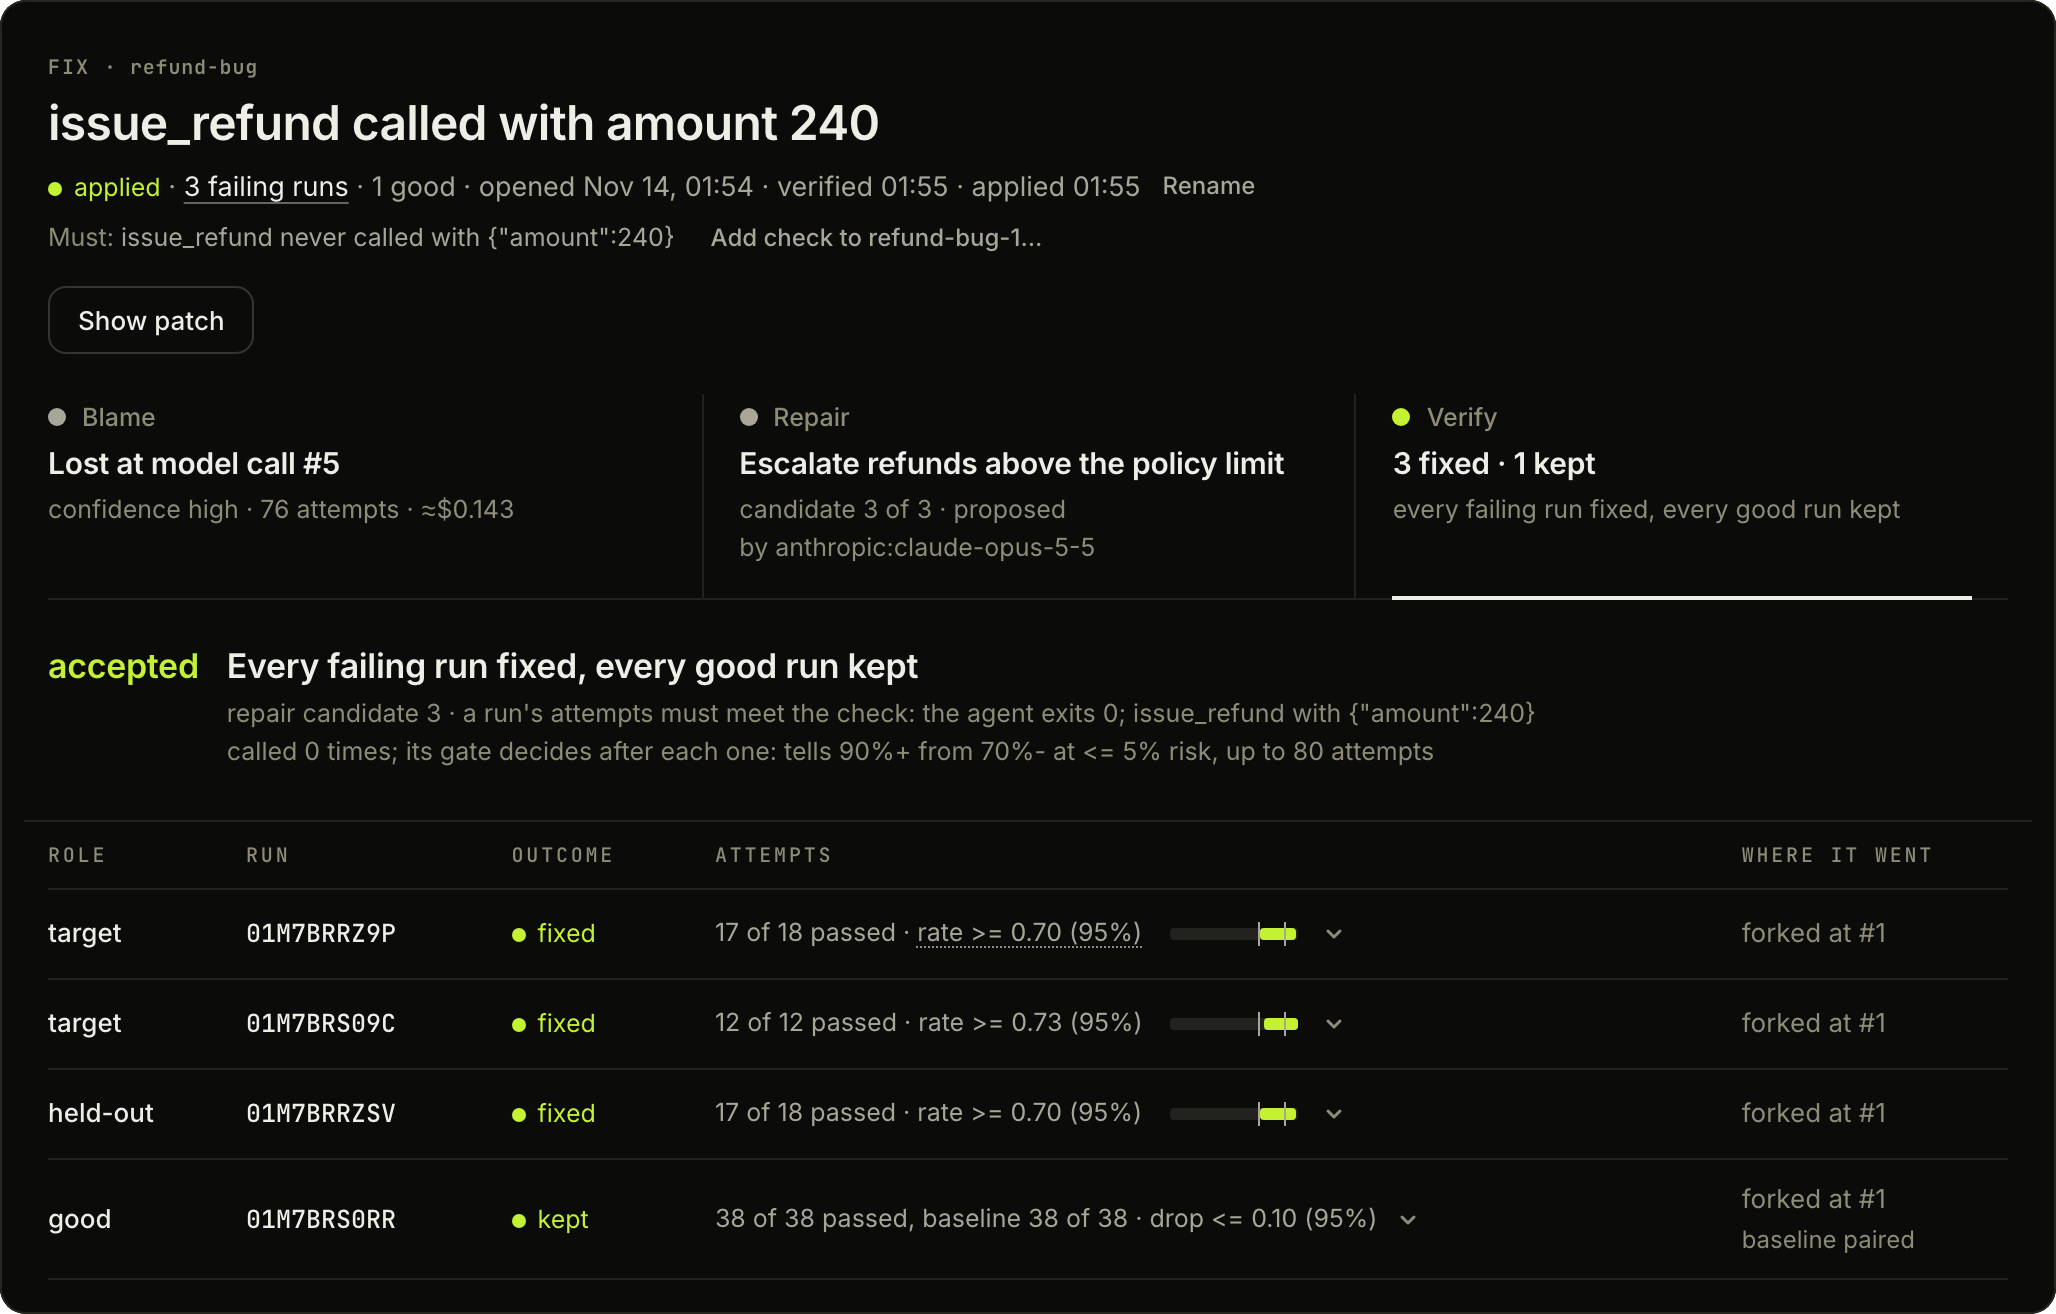 FIX · refund-bug
issue_refund called with amount 240
applied · 3 failing runs · 1 good · opened Nov 14, 01:54 · verified 01:55 · applied 01:55 Rename
Must: issue_refund never called with {"amount":240} Add check to refund-bug-1...
Show patch
Blame
Lost at model call #5
confidence high · 76 attempts · ≈$0.143
Repair
Escalate refunds above the policy limit
candidate 3 of 3 · proposed
by anthropic:claude-opus-5-5
Verify
3 fixed · 1 kept
every failing run fixed, every good run kept
accepted Every failing run fixed, every good run kept
repair candidate 3 · a run's attempts must meet the check: the agent exits 0; issue_refund with {"amount":240}
called 0 times; its gate decides after each one: tells 90%+ from 70%- at <= 5% risk, up to 80 attempts
ROLE RUN OUTCOME ATTEMPTS WHERE IT WENT
target 01M7BRRZ9P fixed 17 of 18 passed · rate >= 0.70 (95%) forked at #1
target 01M7BRS09C fixed 12 of 12 passed · rate >= 0.73 (95%) forked at #1
held-out 01M7BRRZSV fixed 17 of 18 passed · rate >= 0.70 (95%) forked at #1
good 01M7BRS0RR kept 38 of 38 passed, baseline 38 of 38 · drop <= 0.10 (95%) forked at #1
baseline paired